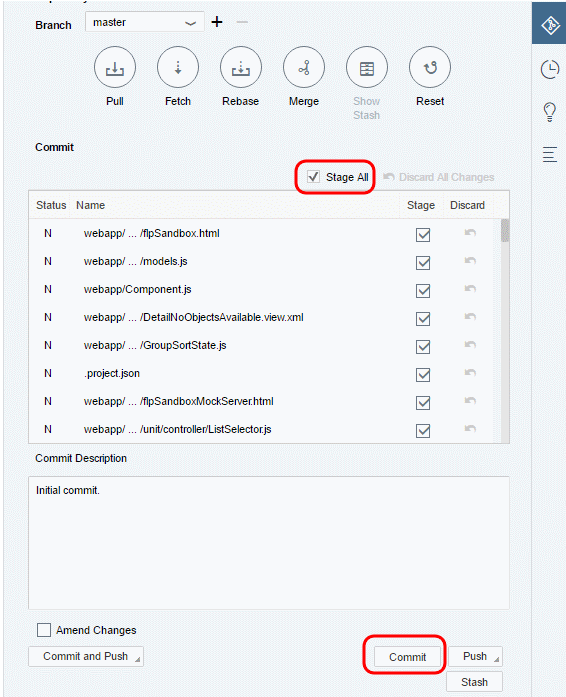 Branch master
Pull Fetch Rebase Merge Show Stash Reset
Commit
Stage All Discard All Changes
Status Name Stage Discard
N webapp/ ... /flpSandbox.html
N webapp/ ... /models.js
N webapp/Component.js
N webapp/ ... /DetailNoObjectsAvailable.view.xml
N webapp/ ... /GroupSortState.js
N .project.json
N webapp/ ... /flpSandboxMockServer.html
N webapp/ ... /unit/controller/ListSelector.js
Commit Description
Initial commit.
Amend Changes
Commit and Push Commit Push
Stash